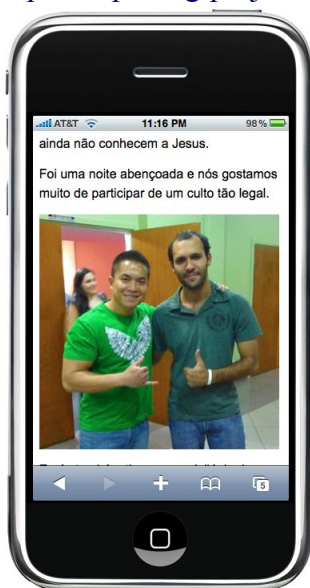 AT&T 11:16 PM 98%
ainda não conhecem a Jesus.
Foi uma noite abençoada e nós gostamos
muito de participar de um culto tão legal.
5